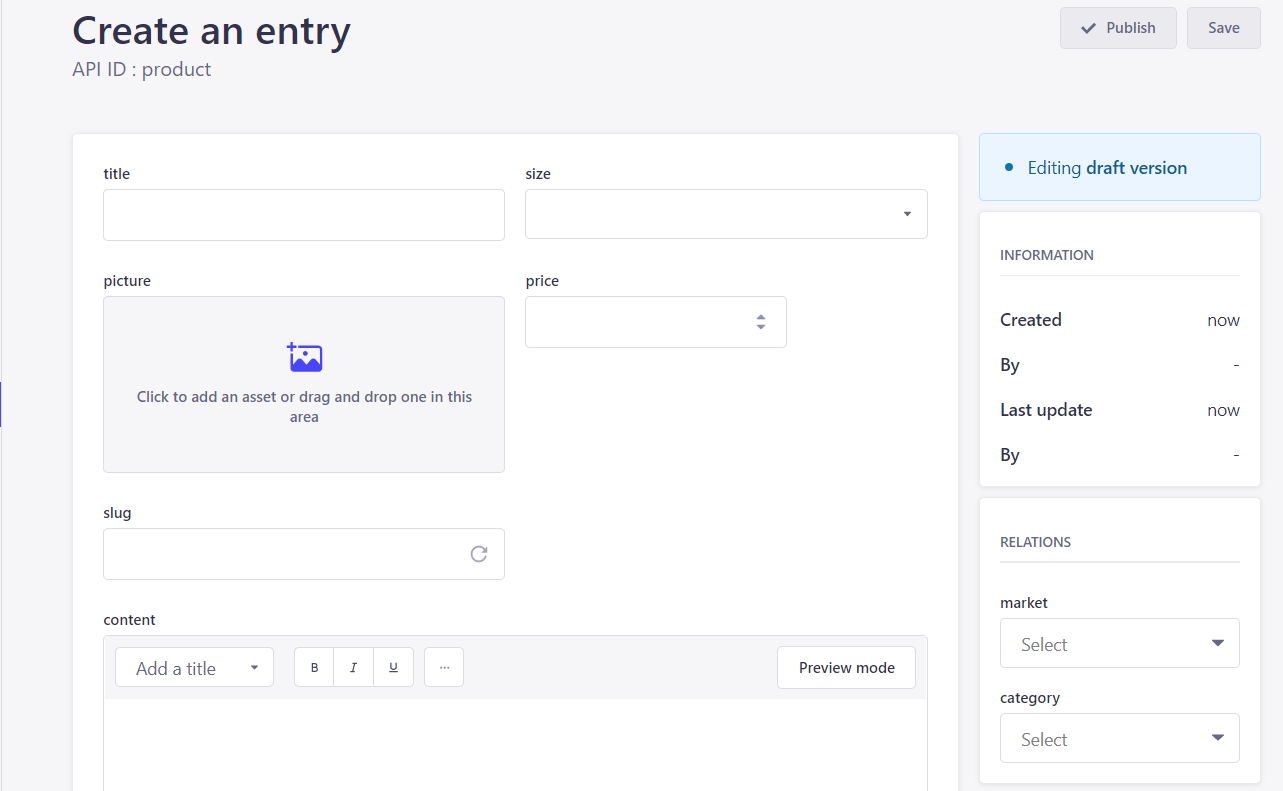 Create an entry
API ID : product
Publish
Save
title
size
picture
price
Click to add an asset or drag and drop one in this
area
slug
content
Add a title
B
I
U
...
Preview mode
Editing draft version
INFORMATION
Created now
By -
Last update now
By -
RELATIONS
market
Select
category
Select